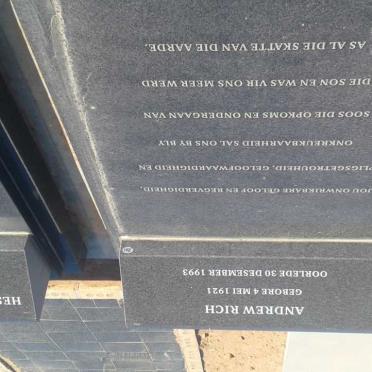 ANDREW RICH
GEBORE 4 MEI 1921
OORLEDE 30 DESEMBER 1993
JOU ONWRIKBARE GELOOF EN REGVERDIGHEID,
PLIGSGETROUHEID, GELOOFWAARDIGHEID EN
ONKREUKBAARHEID SAL ONS BY BLY
SOOS DIE OPKOMS EN ONDERGAAN VAN
DIE SON EN WAS VIR ONS MEER WERD
AS AL DIE SKATTE VAN DIE AARDE.
HES